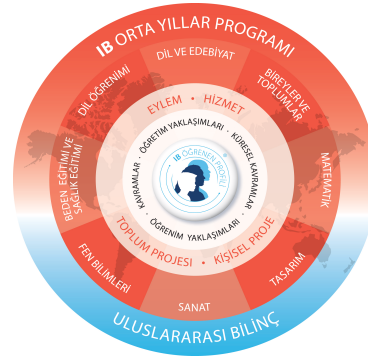 IB ORTA YILLAR PROGRAMI
DİL VE EDEBİYAT
BİREYLER VE
TOPLUMLAR
MATEMATİK
TASARIM
SANAT
FEN BİLİMLERİ
BEDEN EĞİTİMİ VE
SAĞLIK EĞİTİMİ
DİL ÖĞRENİMİ
EYLEM • HİZMET
TOPLUM PROJESİ • KİŞİSEL PROJE
KAVRAMLAR · ÖĞRETİM YAKLAŞIMLARI · KÜRESEL KAVRAMLAR
ÖĞRENİM YAKLAŞIMLARI
IB ÖĞRENEN PROFİLİ
ULUSLARARASI BİLİNÇ